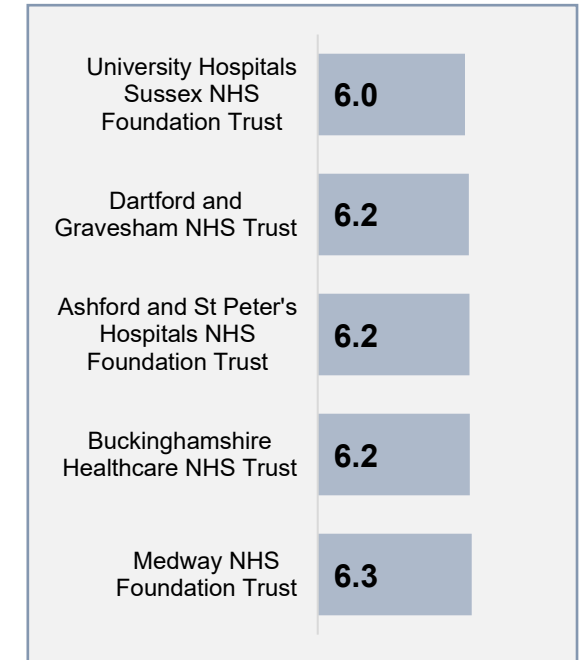 University Hospitals
Sussex NHS
Foundation Trust
6.0
Dartford and
Gravesham NHS Trust
6.2
Ashford and St Peter's
Hospitals NHS
Foundation Trust
6.2
Buckinghamshire
Healthcare NHS Trust
6.2
Medway NHS
Foundation Trust
6.3